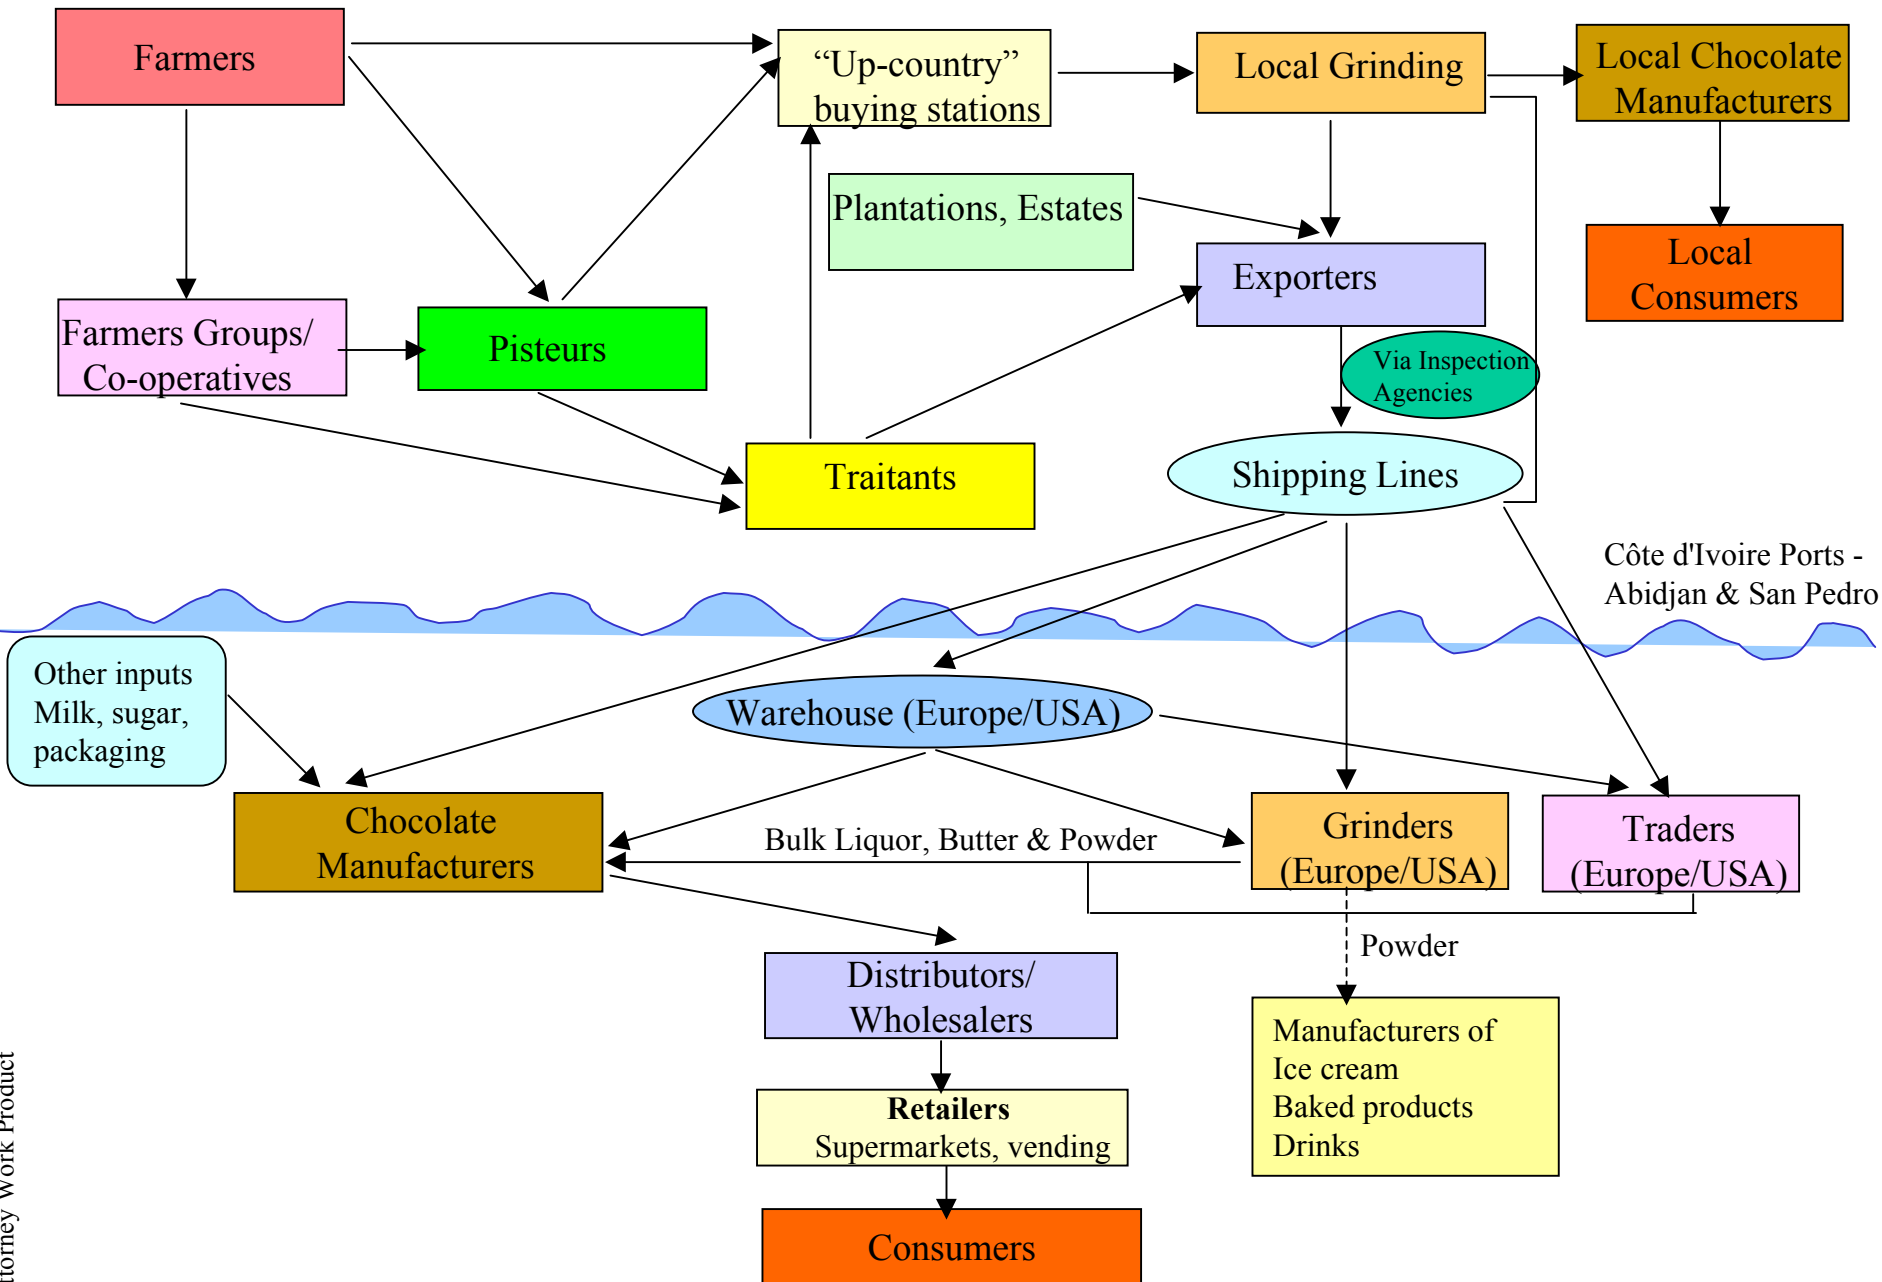 Farmers
“Up-country”
buying stations
Local Grinding
Local Chocolate
Manufacturers
Plantations, Estates
Local
Consumers
Exporters
Farmers Groups/
Co-operatives
Pisteurs
Via Inspection
Agencies
Traitants
Shipping Lines
Côte d'Ivoire Ports -
Abidjan & San Pedro
Other inputs
Milk, sugar,
packaging
Warehouse (Europe/USA)
Chocolate
Manufacturers
Bulk Liquor, Butter & Powder
Grinders
(Europe/USA)
Traders
(Europe/USA)
Powder
Distributors/
Wholesalers
Manufacturers of
Ice cream
Baked products
Drinks
Retailers
Supermarkets, vending
Consumers
Work Product